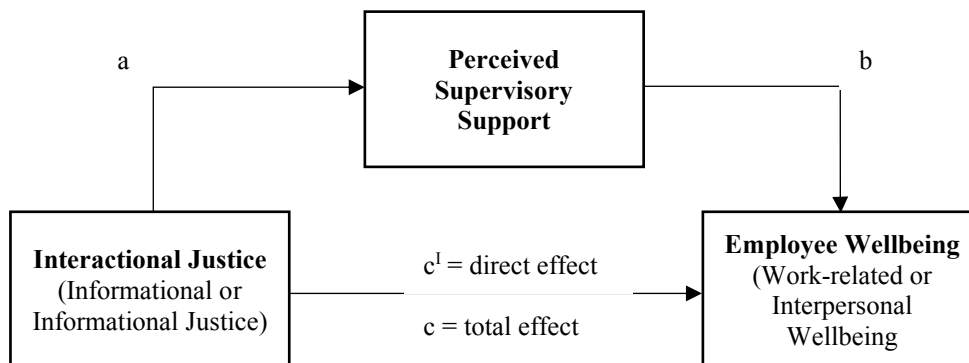 a
Perceived
Supervisory
Support
b
Interactional Justice
(Informational or
Informational Justice)
c^I = direct effect
c = total effect
Employee Wellbeing
(Work-related or
Interpersonal
Wellbeing